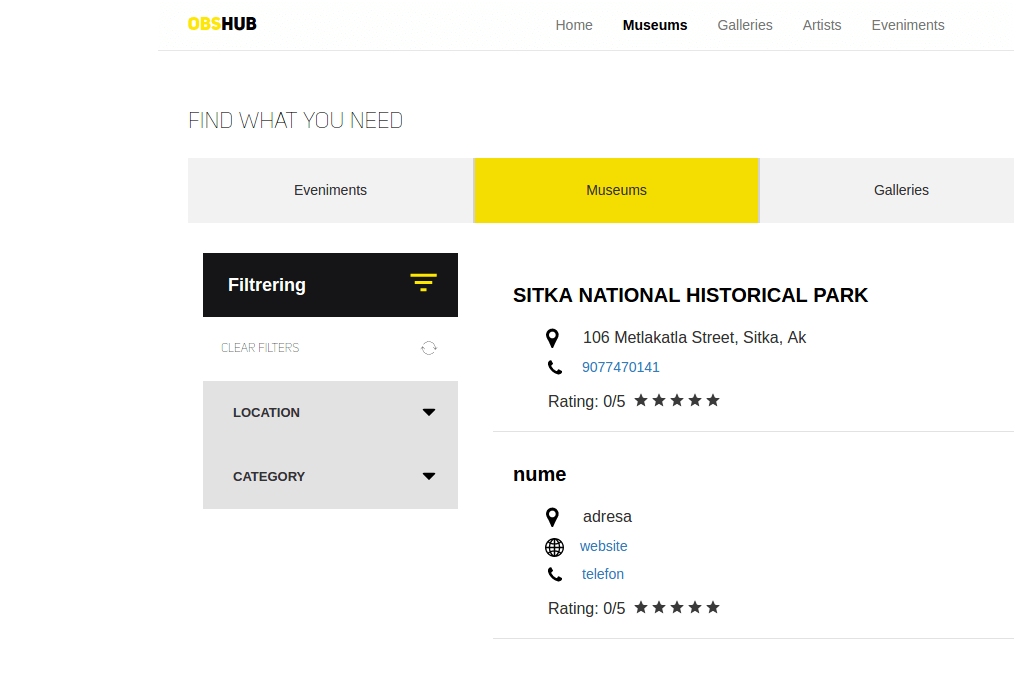 OBSHUB
Home Museums Galleries Artists Eveniments
FIND WHAT YOU NEED
Eveniments Museums Galleries
Filtrering
CLEAR FILTERS
LOCATION
CATEGORY
SITKA NATIONAL HISTORICAL PARK
106 Metlakatla Street, Sitka, Ak
9077470141
Rating: 0/5 ★ ★ ★ ★ ★
nume
adresa
website
telefon
Rating: 0/5 ★ ★ ★ ★ ★